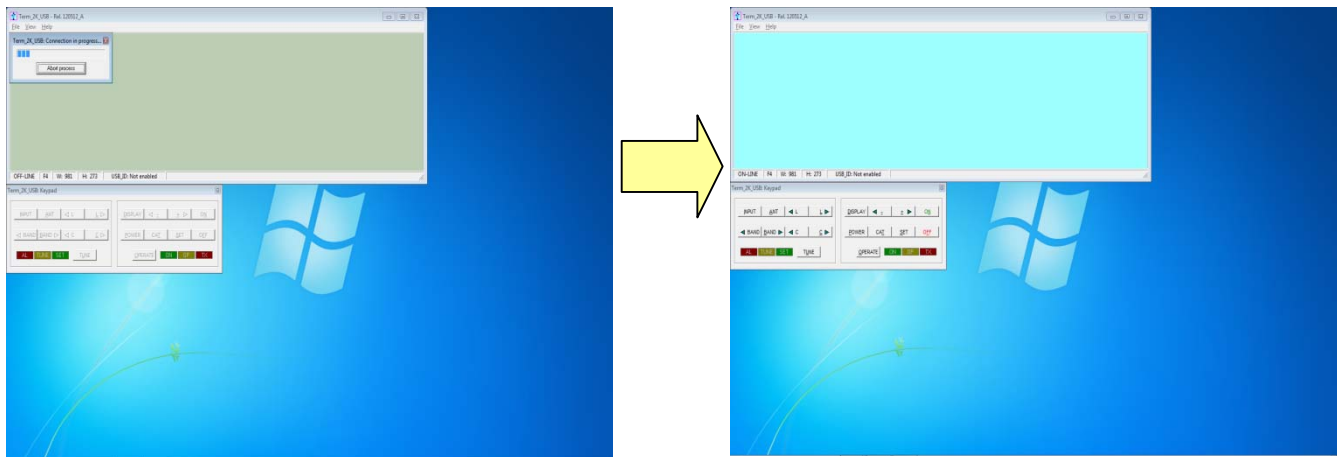 Term_2K_USB - Rel. 120512_A
File View Help
Term_2K_USB: Connection in progress...
Abort process
OFF-LINE F4 W: 981 H: 273 USB_ID: Not enabled
Term_2K_USB: Keypad
INPUT ANT ◁ L L ▷ DISPLAY ◁ - + ▷ ON
◁ BAND BAND ▷ ◁ C C ▷ POWER CAT SET OFF
AL TUNE SET TUNE OPERATE ON OP TX
Term_2K_USB - Rel. 120512_A
File View Help
ON-LINE F4 W: 981 H: 273 USB_ID: Not enabled
Term_2K_USB: Keypad
INPUT ANT ◀ L L ▶ DISPLAY ◀ - + ▶ ON
◀ BAND BAND ▶ ◀ C C ▶ POWER CAT SET OFF
AL TUNE SET TUNE OPERATE ON OP TX